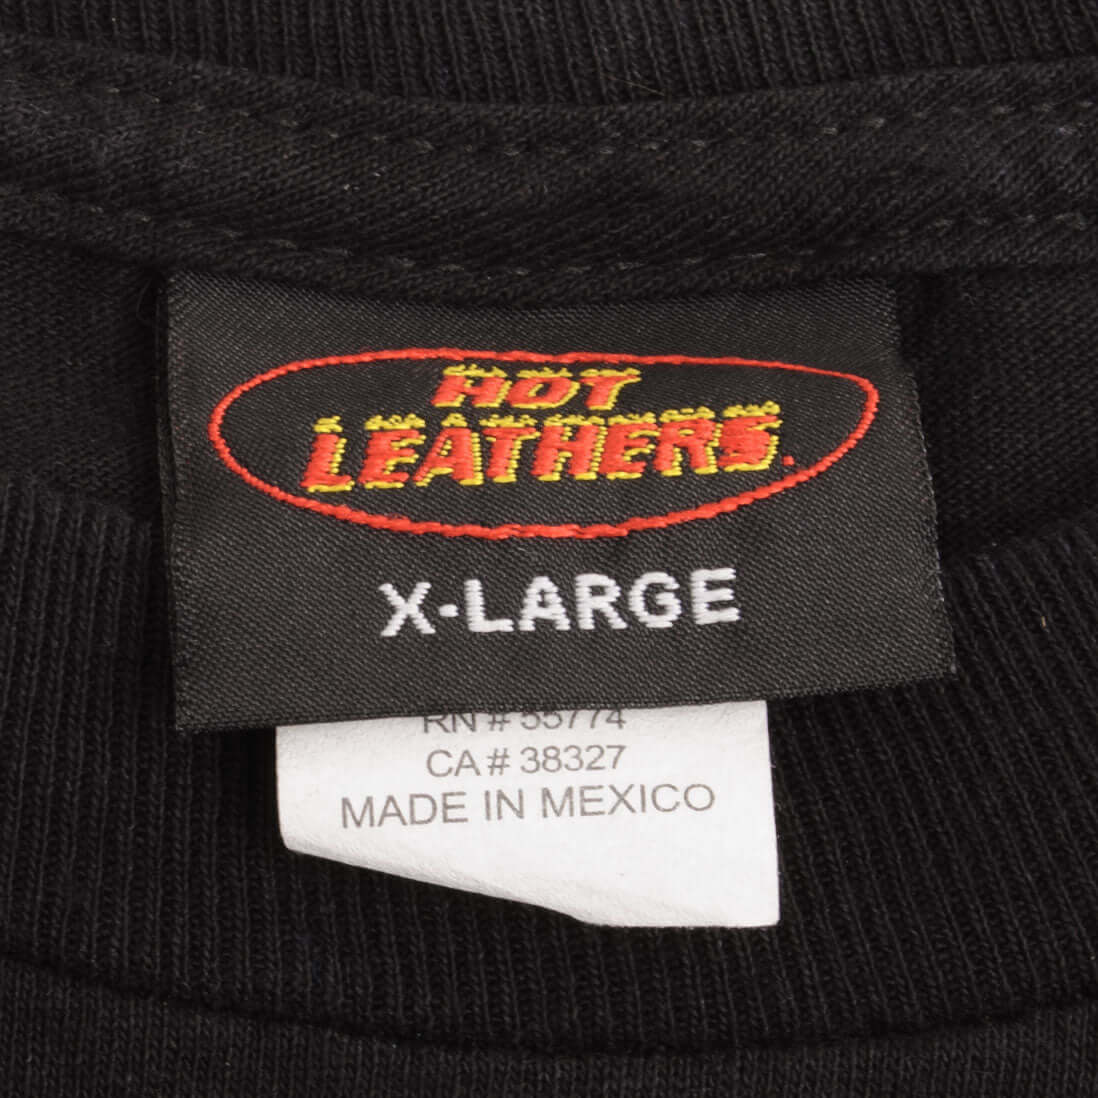 HOT
LEATHERS.
X-LARGE
RN # 55774
CA # 38327
MADE IN MEXICO